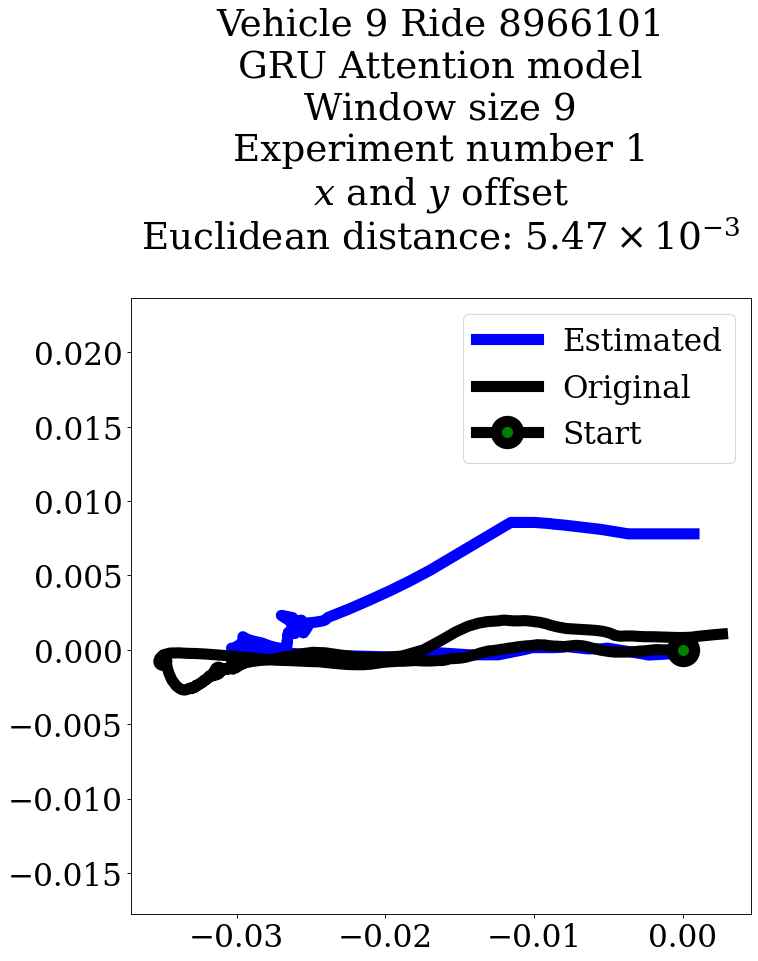 Vehicle 9 Ride 8966101
GRU Attention model
Window size 9
Experiment number 1
x and y offset
Euclidean distance: 5.47 × 10⁻³
Estimated
Original
Start
0.020
0.015
0.010
0.005
0.000
−0.005
−0.010
−0.015
−0.03 −0.02 −0.01 0.00